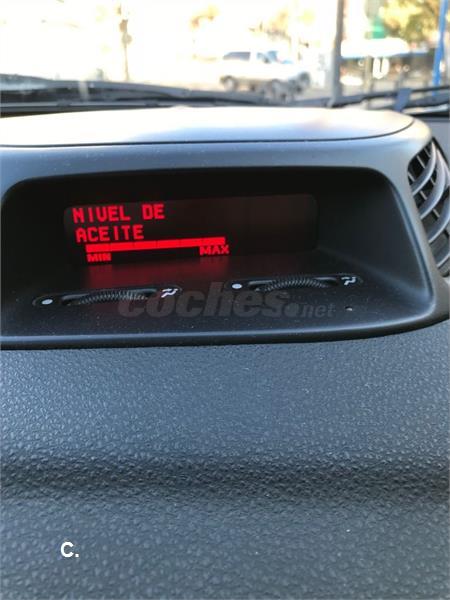 NIVEL DE
ACEITE
MIN MAX
coches.net
C.